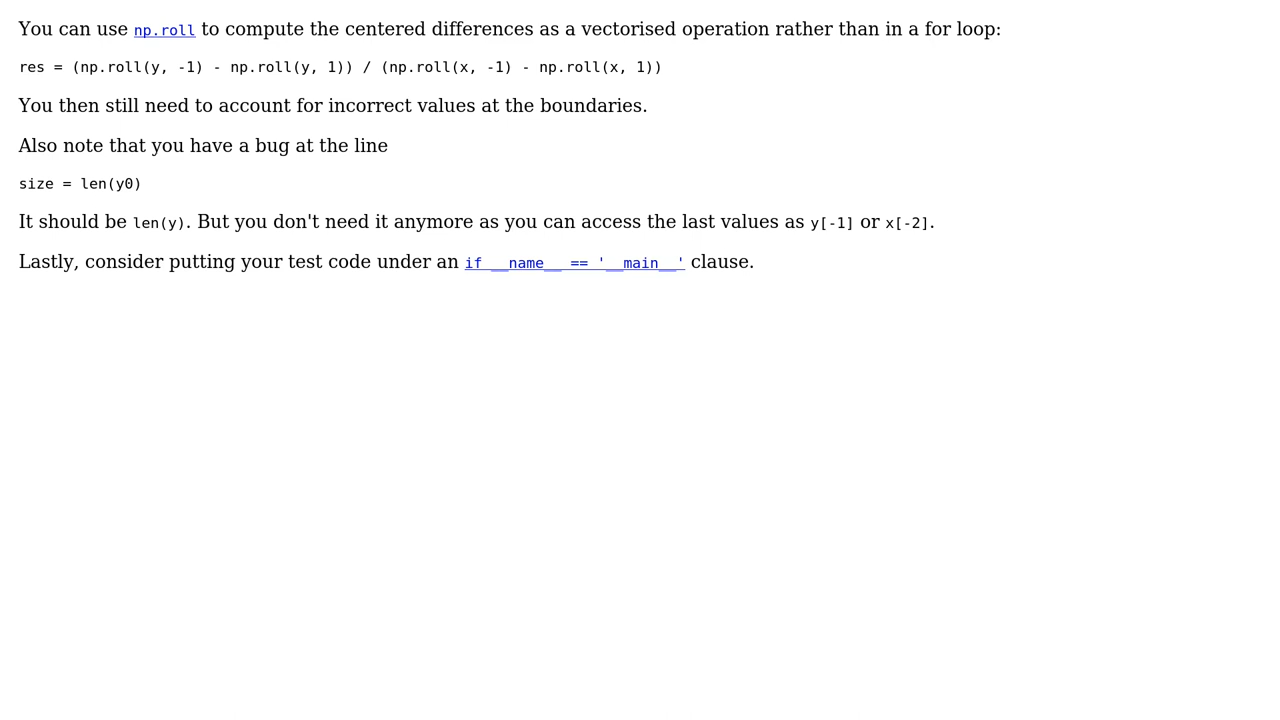 You can use np.roll to compute the centered differences as a vectorised operation rather than in a for loop:
res = (np.roll(y, -1) - np.roll(y, 1)) / (np.roll(x, -1) - np.roll(x, 1))
You then still need to account for incorrect values at the boundaries.
Also note that you have a bug at the line
size = len(y0)
It should be len(y). But you don't need it anymore as you can access the last values as y[-1] or x[-2].
Lastly, consider putting your test code under an if __name__ == '__main__' clause.